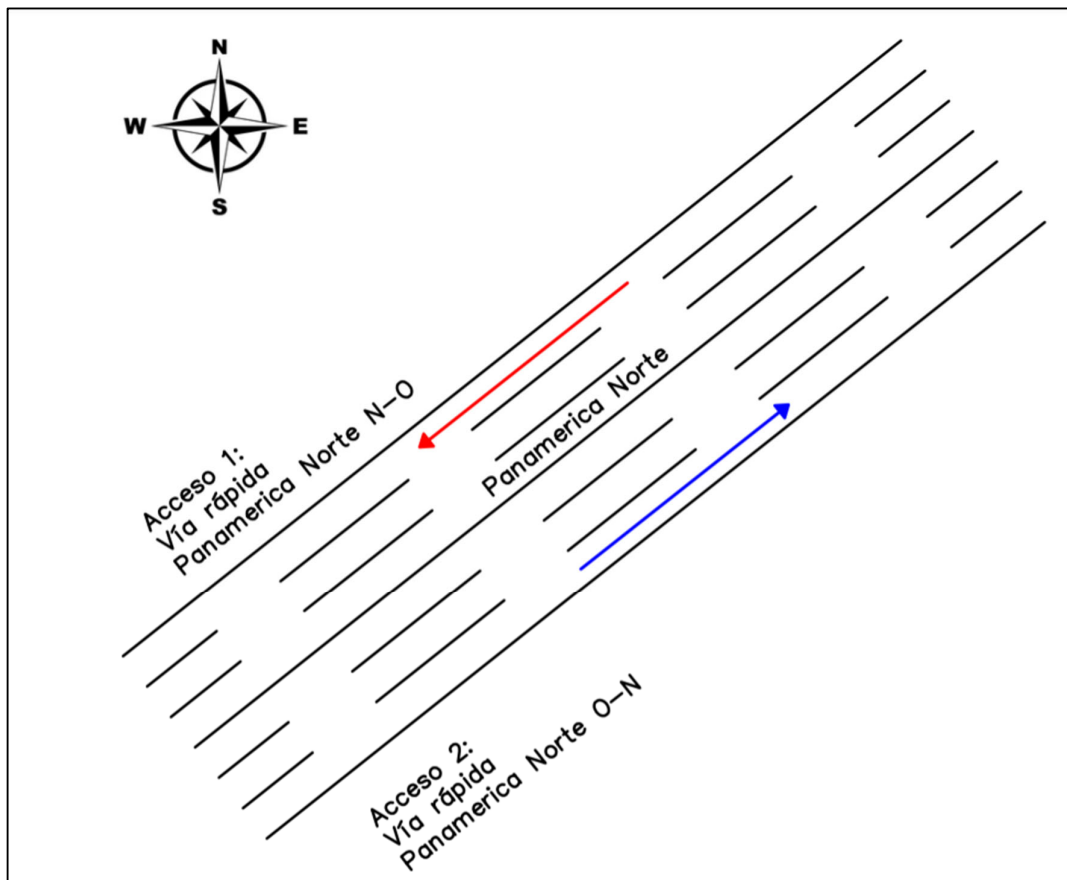 N
W
E
S
Acceso 1:
Vía rápida
Panamerica Norte N-O
Panamerica Norte
Acceso 2:
Vía rápida
Panamerica Norte O-N